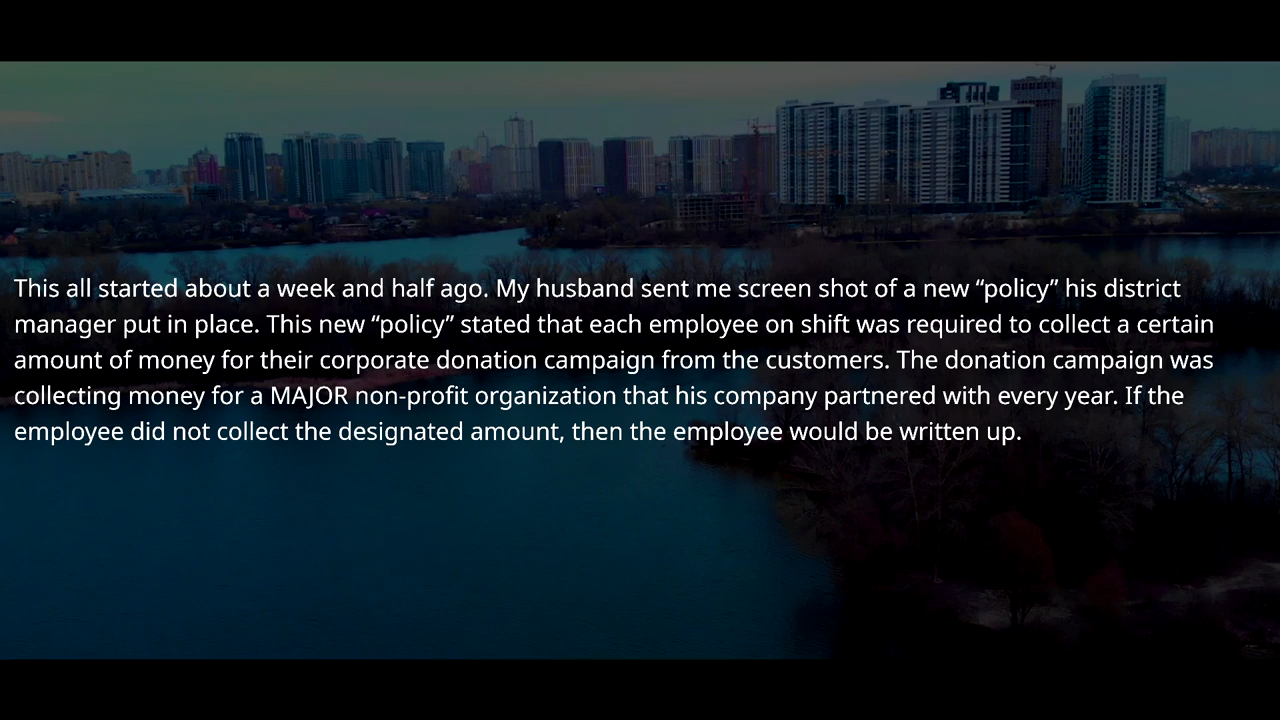 This all started about a week and half ago. My husband sent me screen shot of a new “policy” his district
manager put in place. This new “policy” stated that each employee on shift was required to collect a certain
amount of money for their corporate donation campaign from the customers. The donation campaign was
collecting money for a MAJOR non-profit organization that his company partnered with every year. If the
employee did not collect the designated amount, then the employee would be written up.